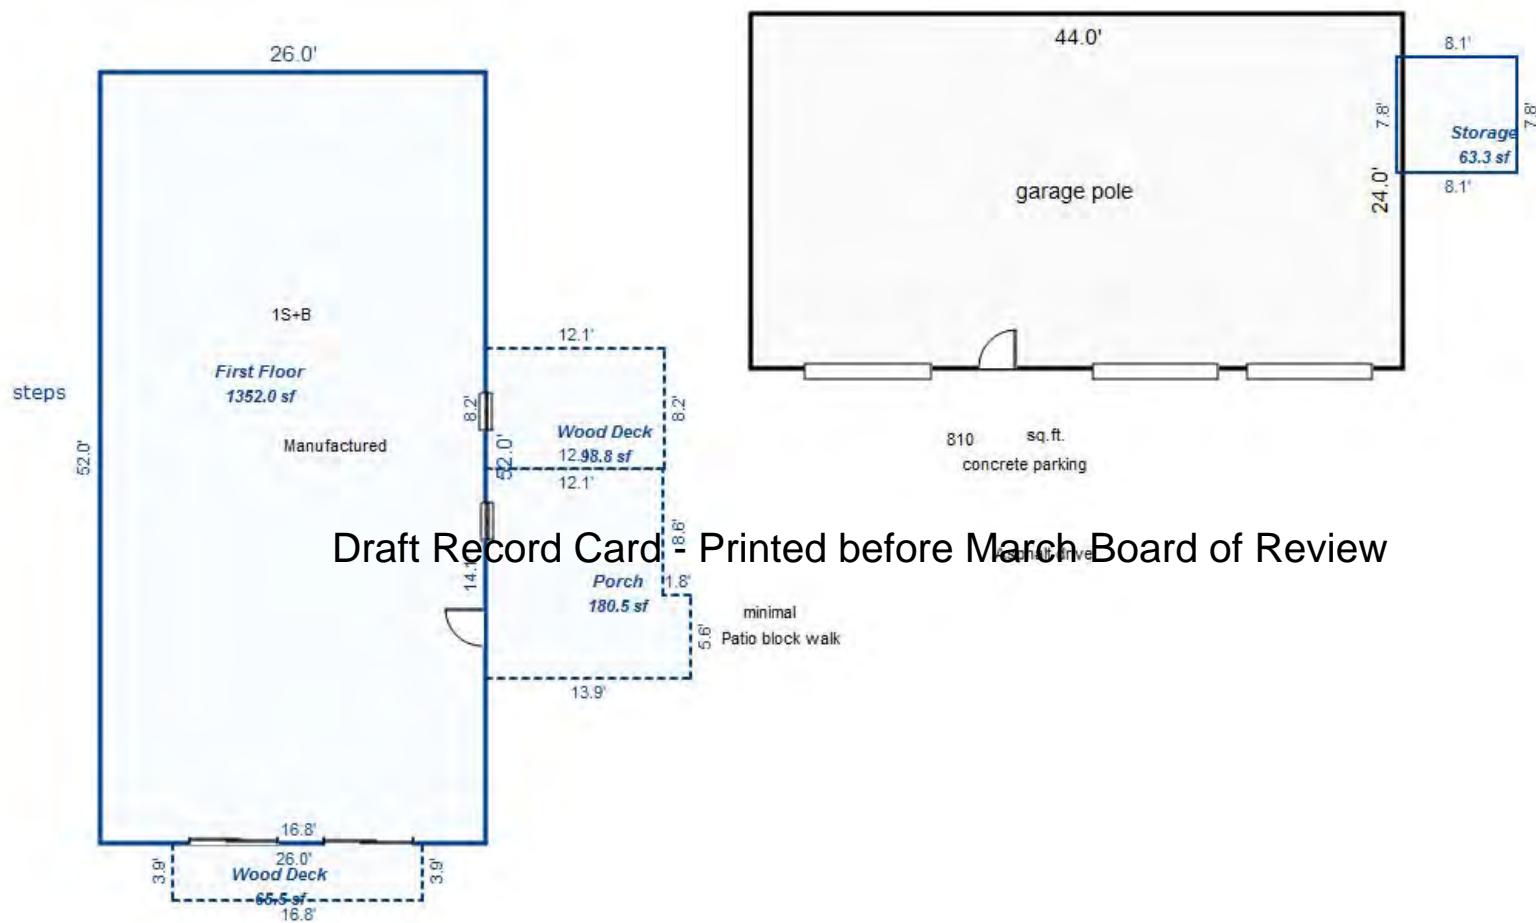 26.0'
1S+B
First Floor
1352.0 sf
Manufactured
steps
52.0'
52.0'
12.1'
8.2'
8.2'
Wood Deck
98.8 sf
12.1'
8.6'
14.1'
1.8'
Porch
180.5 sf
5.6'
13.9'
minimal
Patio block walk
16.8'
26.0'
3.9'
3.9'
Wood Deck
65.5 sf
16.8'
44.0'
garage pole
24.0'
8.1'
7.8'
7.8'
Storage
63.3 sf
8.1'
810 sq.ft.
concrete parking
Asphalt drive
Draft Record Card - Printed before March Board of Review